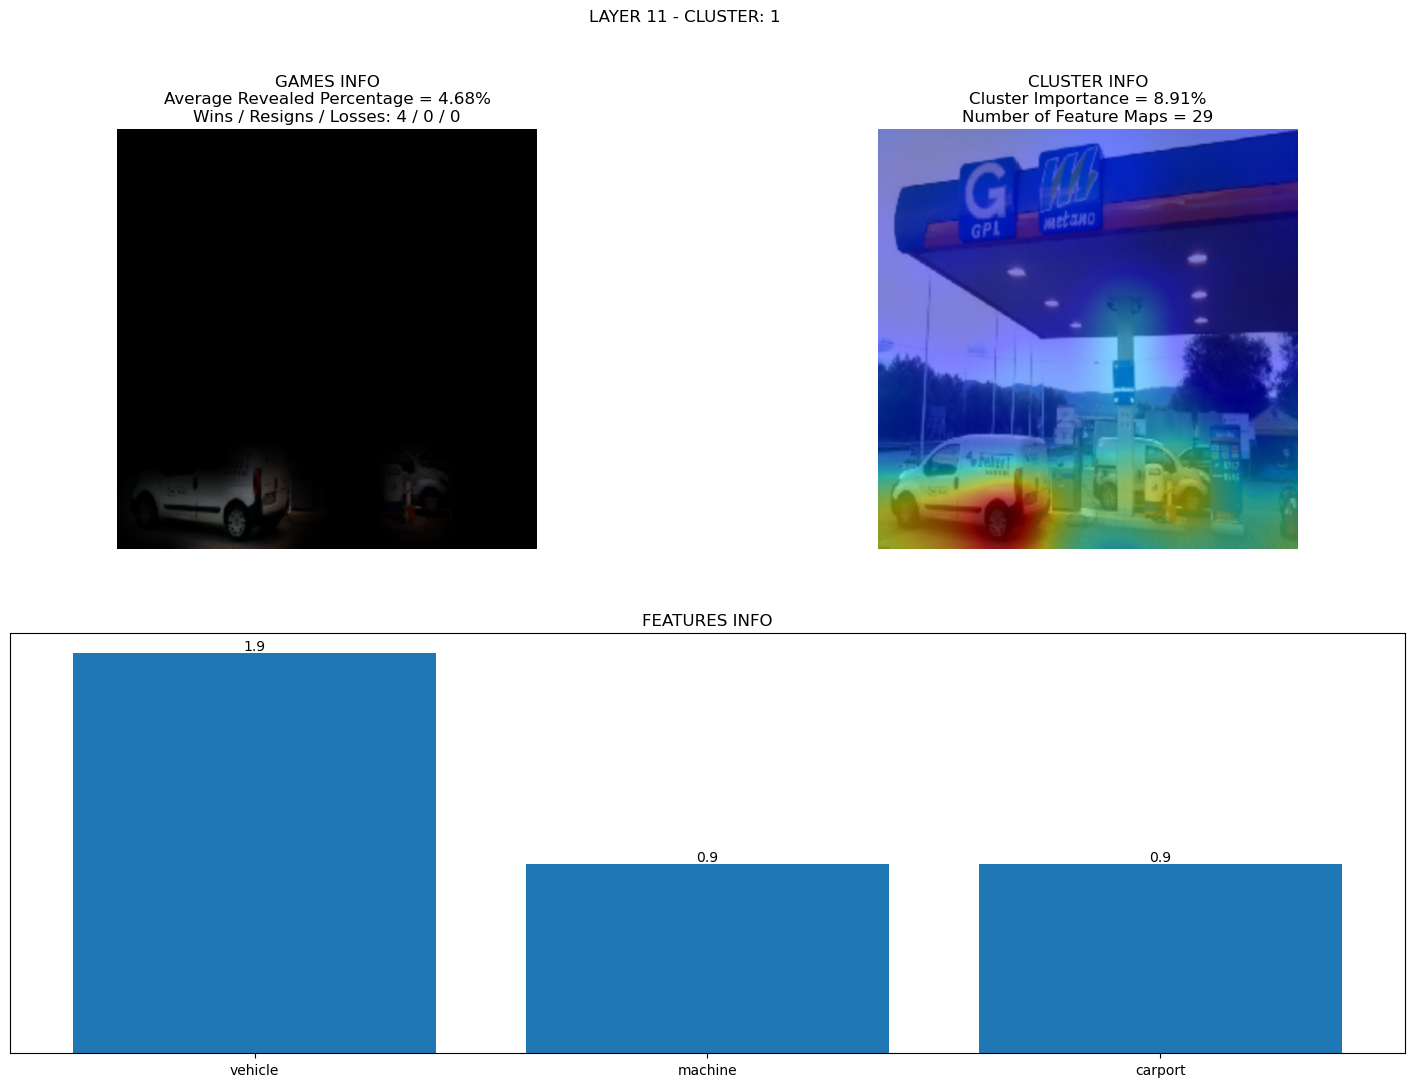 LAYER 11 - CLUSTER: 1
GAMES INFO
Average Revealed Percentage = 4.68%
Wins / Resigns / Losses: 4 / 0 / 0
CLUSTER INFO
Cluster Importance = 8.91%
Number of Feature Maps = 29
G
GPL
metano
FEATURES INFO
1.9
0.9
0.9
vehicle
machine
carport